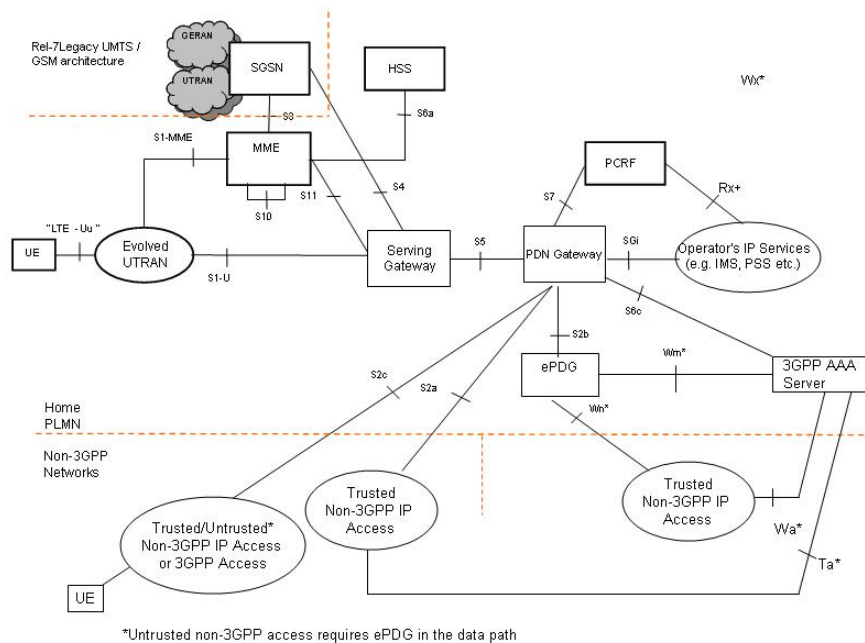 GERAN
Rel-7Legacy UMTS /
GSM architecture
SGSN
HSS
UTRAN
Wx*
S3
S6a
S1-MME
MME
PCRF
S10
S11
S4
S7
Rx+
"LTE - Uu"
UE
Evolved
UTRAN
S1-U
Serving
Gateway
S5
PDN Gateway
SGi
Operator's IP Services
(e.g. IMS, PSS etc.)
S6c
S2b
ePDG
Wm*
3GPP AAA
Server
S2c
S2a
Wn*
Home
PLMN
Non-3GPP
Networks
Trusted
Non-3GPP IP
Access
Trusted
Non-3GPP IP
Access
Trusted/Untrusted*
Non-3GPP IP Access
or 3GPP Access
Wa*
Ta*
UE
*Untrusted non-3GPP access requires ePDG in the data path